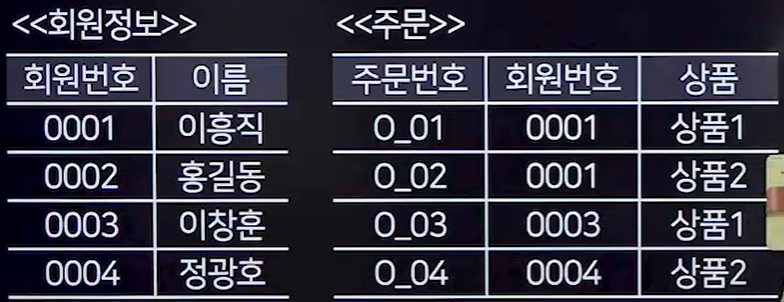 <<회원정보>>
회원번호 이름
0001 이흥직
0002 홍길동
0003 이창훈
0004 정광호
<<주문>>
주문번호 회원번호 상품
O_01 0001 상품1
O_02 0001 상품2
O_03 0003 상품1
O_04 0004 상품2